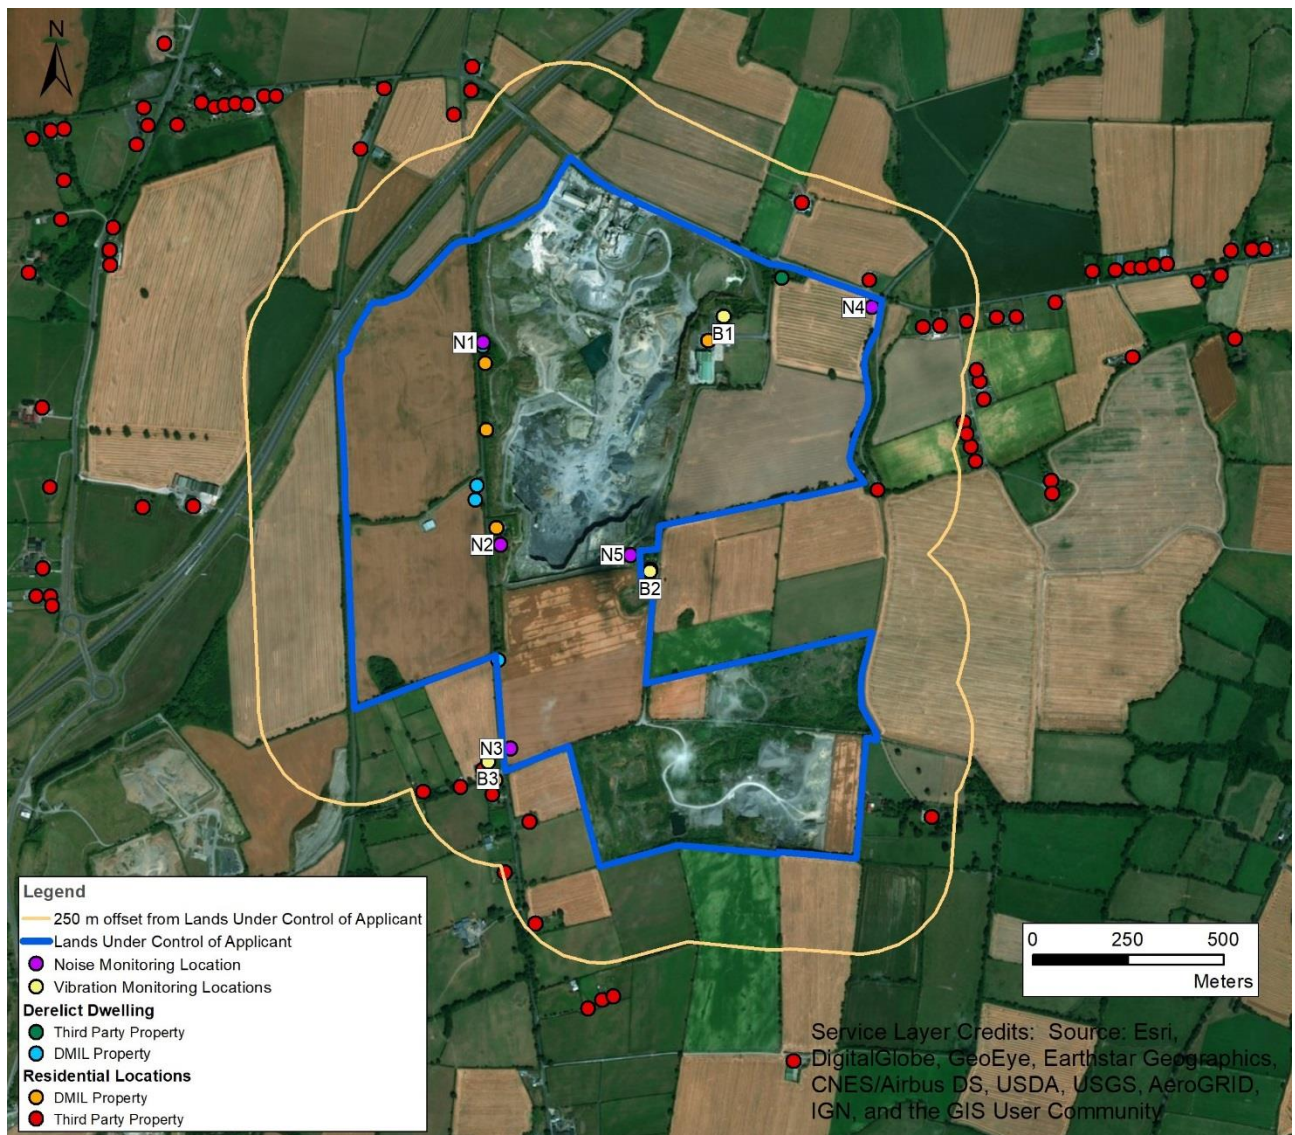 N
N4
B1
N1
N2
N5
B2
N3
B3
Legend
250 m offset from Lands Under Control of Applicant
Lands Under Control of Applicant
Noise Monitoring Location
Vibration Monitoring Locations
Derelict Dwelling
Third Party Property
DMIL Property
Residential Locations
DMIL Property
Third Party Property
0 250 500
Meters
Service Layer Credits: Source: Esri,
DigitalGlobe, GeoEye, Earthstar Geographics,
CNES/Airbus DS, USDA, USGS, AeroGRID,
IGN, and the GIS User Community